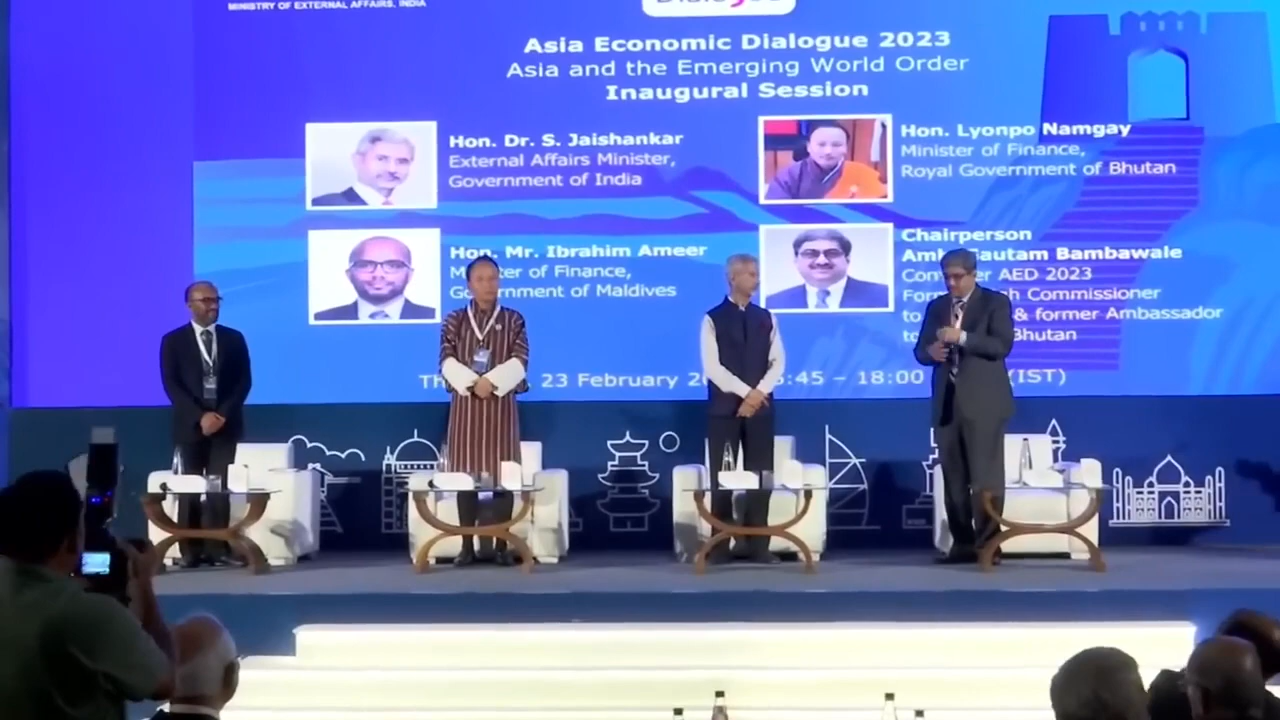 MINISTRY OF EXTERNAL AFFAIRS, INDIA
Asia Economic Dialogue 2023
Asia and the Emerging World Order
Inaugural Session
Hon. Dr. S. Jaishankar
External Affairs Minister,
Government of India
Hon. Lyonpo Namgay
Minister of Finance,
Royal Government of Bhutan
Hon. Mr. Ibrahim Ameer
of Finance,
Government of Maldives
Chairperson
Gautam Bambawale
AED 2023
Commissioner
to & former Ambassador
Bhutan
23 February
– 18:00 (IST)